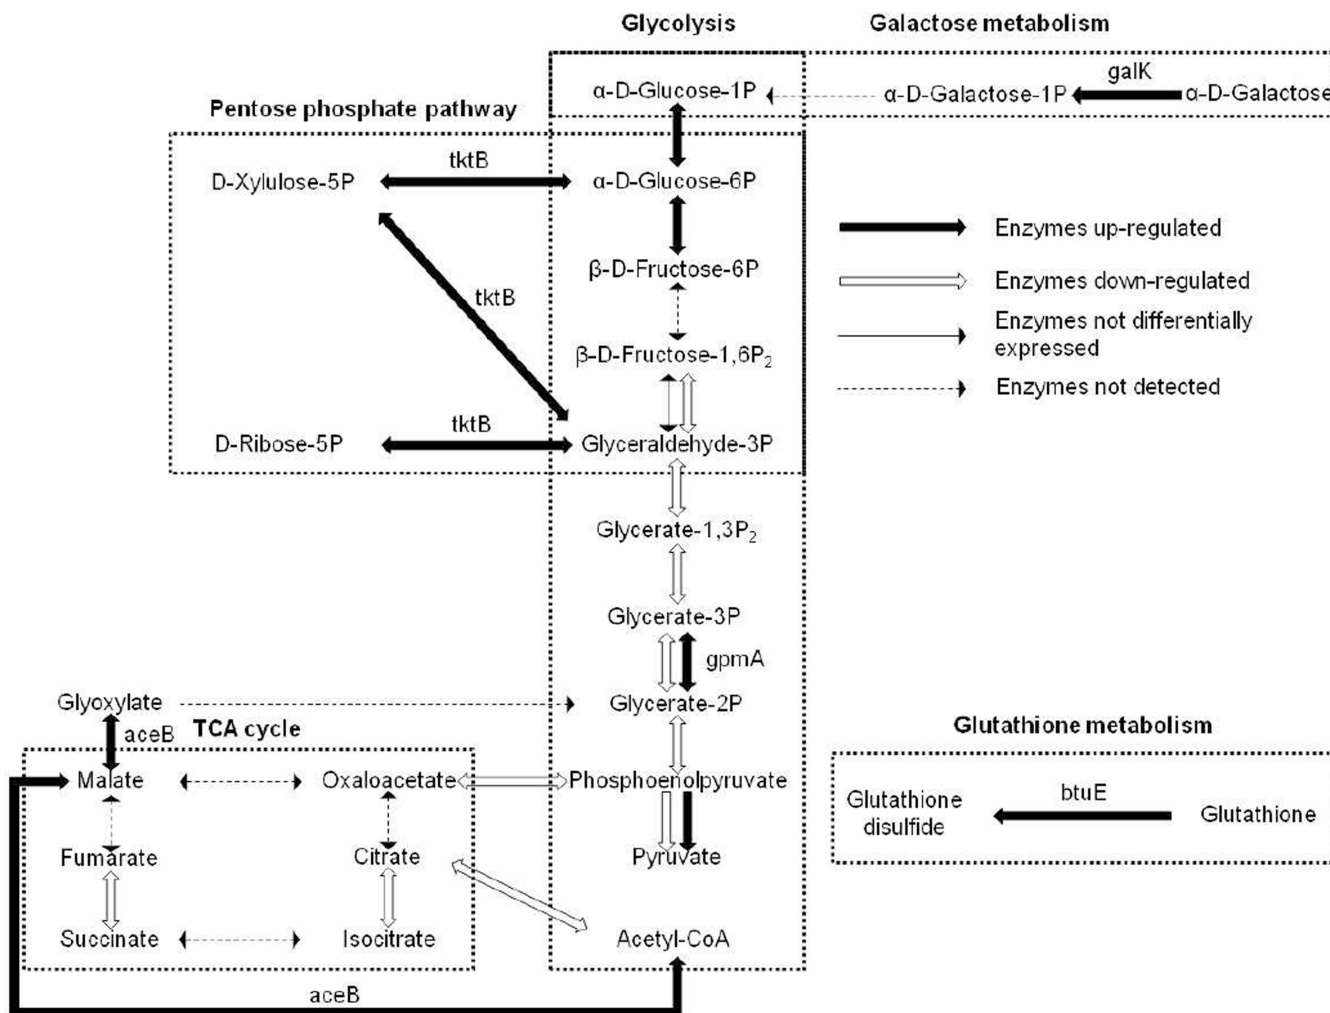 Glycolysis
Galactose metabolism
galK
α-D-Glucose-1P
α-D-Galactose-1P
α-D-Galactose
Pentose phosphate pathway
tktB
D-Xylulose-5P
α-D-Glucose-6P
Enzymes up-regulated
β-D-Fructose-6P
Enzymes down-regulated
tktB
Enzymes not differentially
expressed
β-D-Fructose-1,6P₂
Enzymes not detected
tktB
D-Ribose-5P
Glyceraldehyde-3P
Glycerate-1,3P₂
Glycerate-3P
gpmA
Glyoxylate
Glycerate-2P
aceB
TCA cycle
Glutathione metabolism
Malate
Oxaloacetate
Phosphoenolpyruvate
btuE
Glutathione
disulfide
Glutathione
Fumarate
Citrate
Pyruvate
Succinate
Isocitrate
Acetyl-CoA
aceB